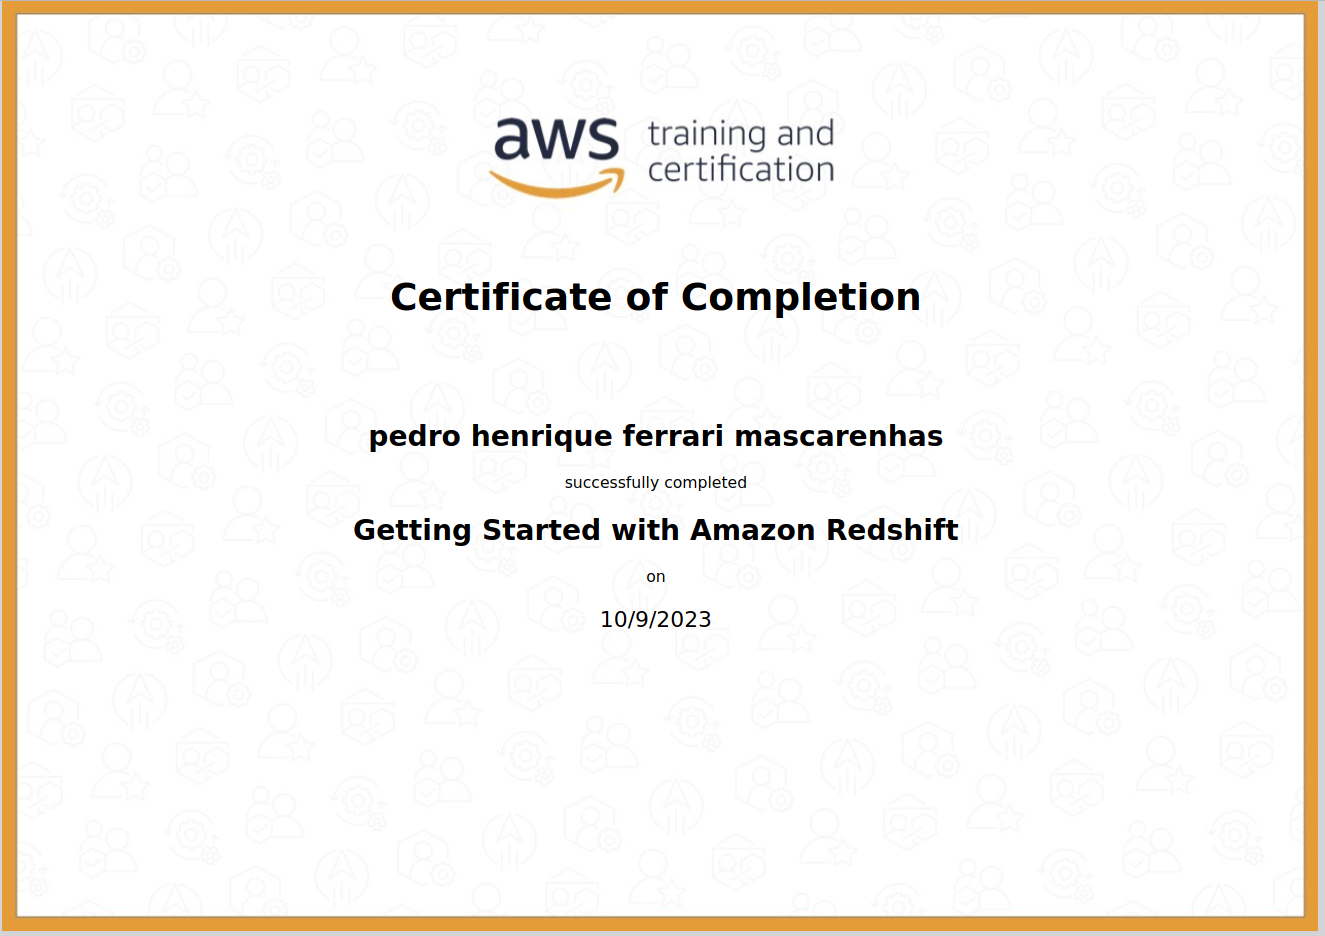 aws training and
certification
Certificate of Completion
pedro henrique ferrari mascarenhas
successfully completed
Getting Started with Amazon Redshift
on
10/9/2023